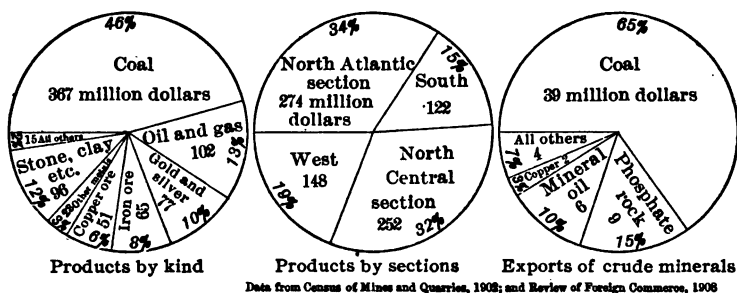 46%
Coal
367 million dollars
Oil and gas
102
13%
Gold and
silver
77
10%
Iron ore
65
8%
Copper ore
51
6%
Other metals
3%
Stone, clay
etc.
96
12%
15 All others
Products by kind
34%
North Atlantic
section
274 million
dollars
15%
South
122
North
Central
section
252
32%
West
148
19%
Products by sections
65%
Coal
39 million dollars
All others
4
7%
Copper 2
3%
Mineral
oil
6
10%
Phosphate
rock
9
15%
Exports of crude minerals
Data from Census of Mines and Quarries, 1902; and Review of Foreign Commerce, 1908